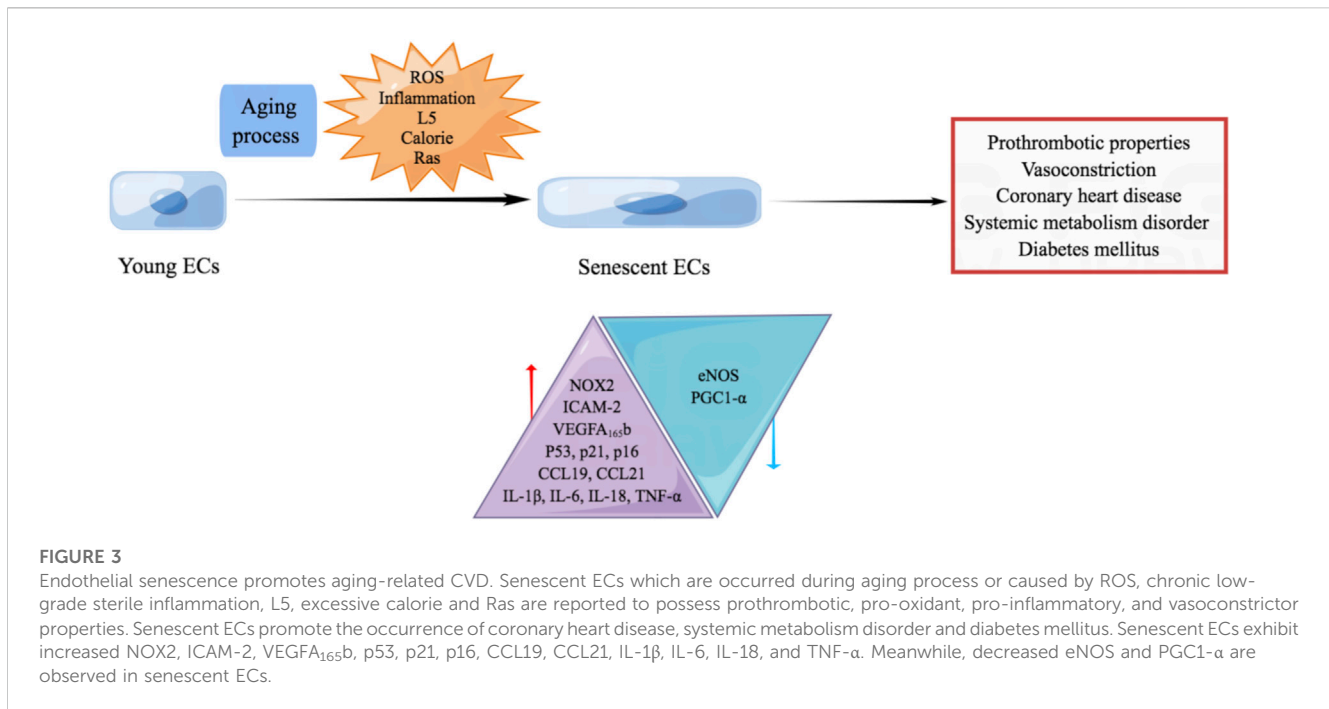 Aging
process
ROS
Inflammation
L5
Calorie
Ras
Young ECs
Senescent ECs
Prothrombotic properties
Vasoconstriction
Coronary heart disease
Systemic metabolism disorder
Diabetes mellitus
NOX2
ICAM-2
VEGFA₁₆₅b
P53, p21, p16
CCL19, CCL21
IL-1β, IL-6, IL-18, TNF-α
eNOS
PGC1-α
FIGURE 3
Endothelial senescence promotes aging-related CVD. Senescent ECs which are occurred during aging process or caused by ROS, chronic low-
grade sterile inflammation, L5, excessive calorie and Ras are reported to possess prothrombotic, pro-oxidant, pro-inflammatory, and vasoconstrictor
properties. Senescent ECs promote the occurrence of coronary heart disease, systemic metabolism disorder and diabetes mellitus. Senescent ECs exhibit
increased NOX2, ICAM-2, VEGFA₁₆₅b, p53, p21, p16, CCL19, CCL21, IL-1β, IL-6, IL-18, and TNF-α. Meanwhile, decreased eNOS and PGC1-α are
observed in senescent ECs.